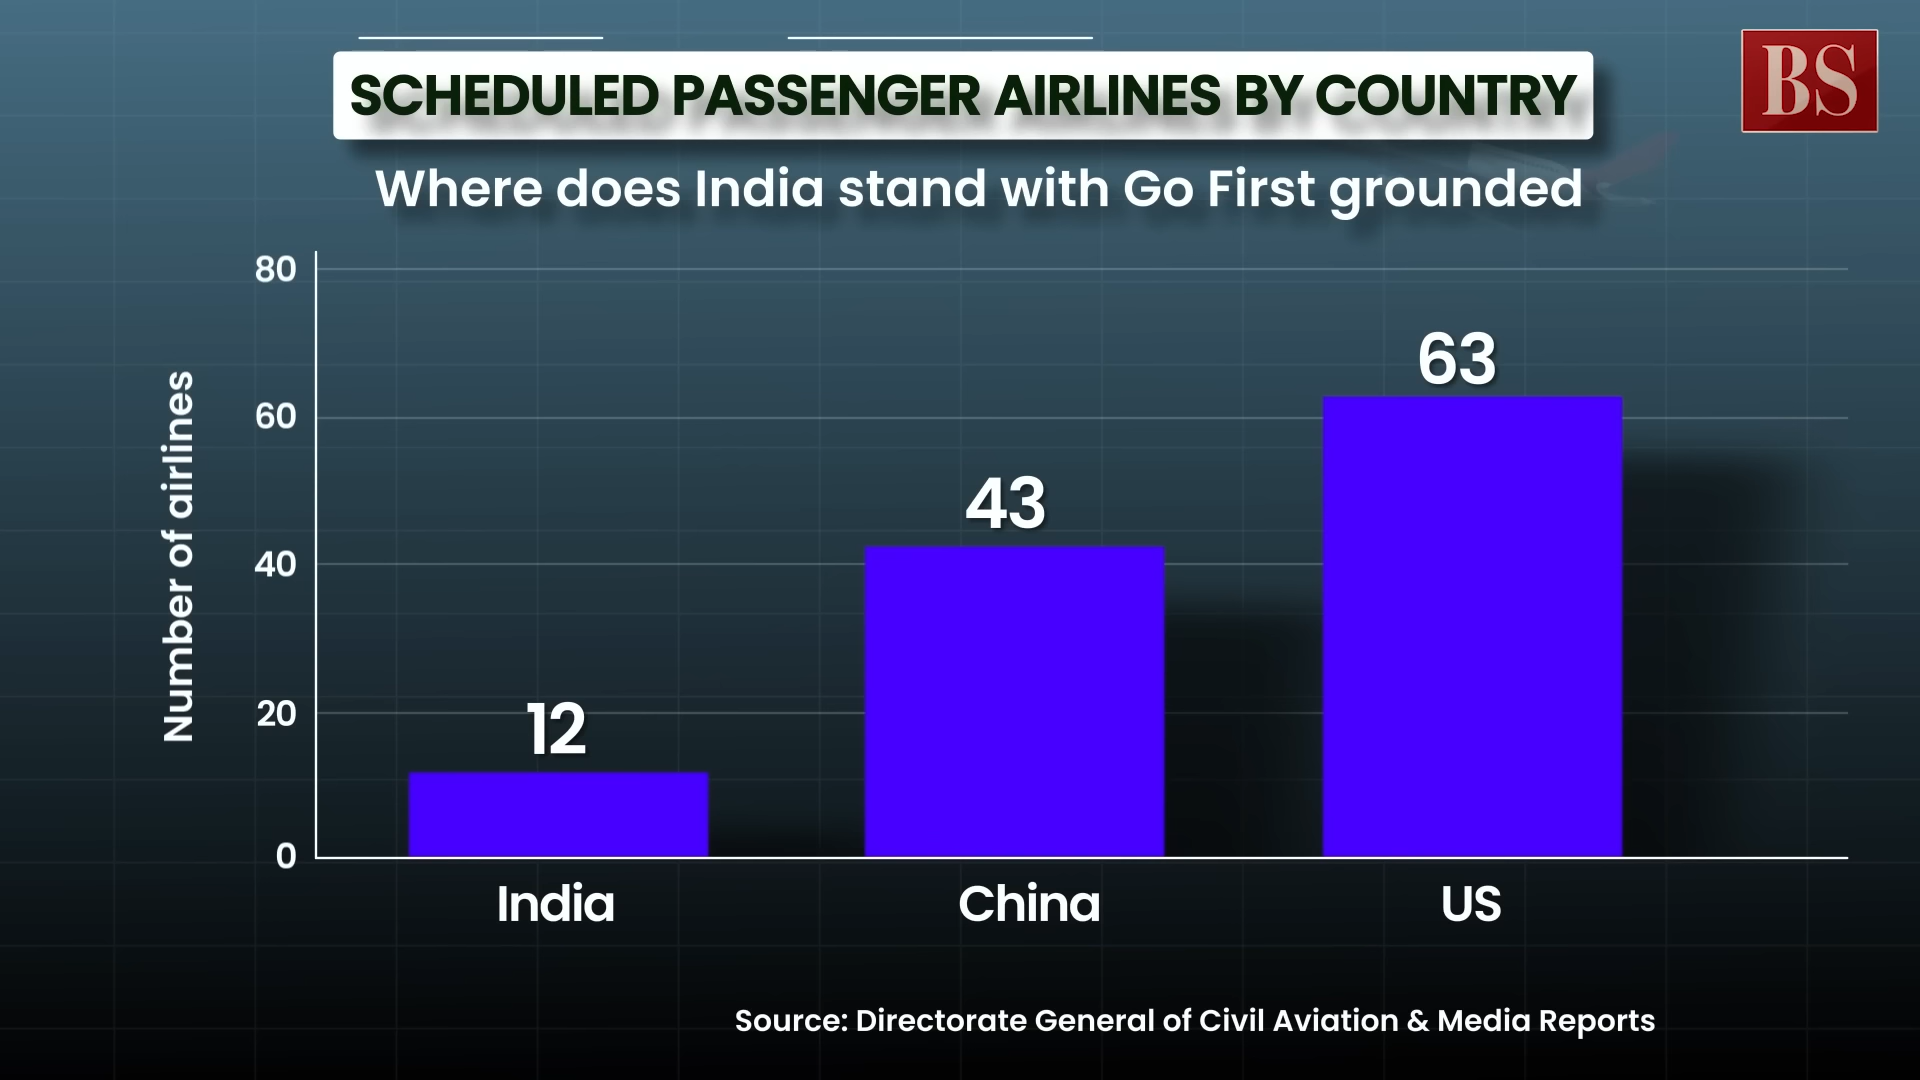 SCHEDULED PASSENGER AIRLINES BY COUNTRY
BS
Where does India stand with Go First grounded
Number of airlines
80
60
40
20
0
12
43
63
India
China
US
Source: Directorate General of Civil Aviation & Media Reports